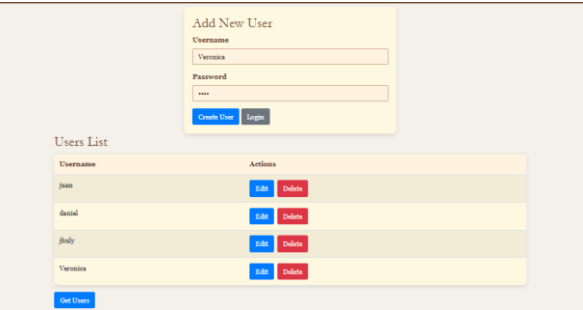 Add New User
Username
Veronica
Password
••••
Create User Login
Users List
Username Actions
juan Edit Delete
danial Edit Delete
jhaly Edit Delete
Veronica Edit Delete
Get Users